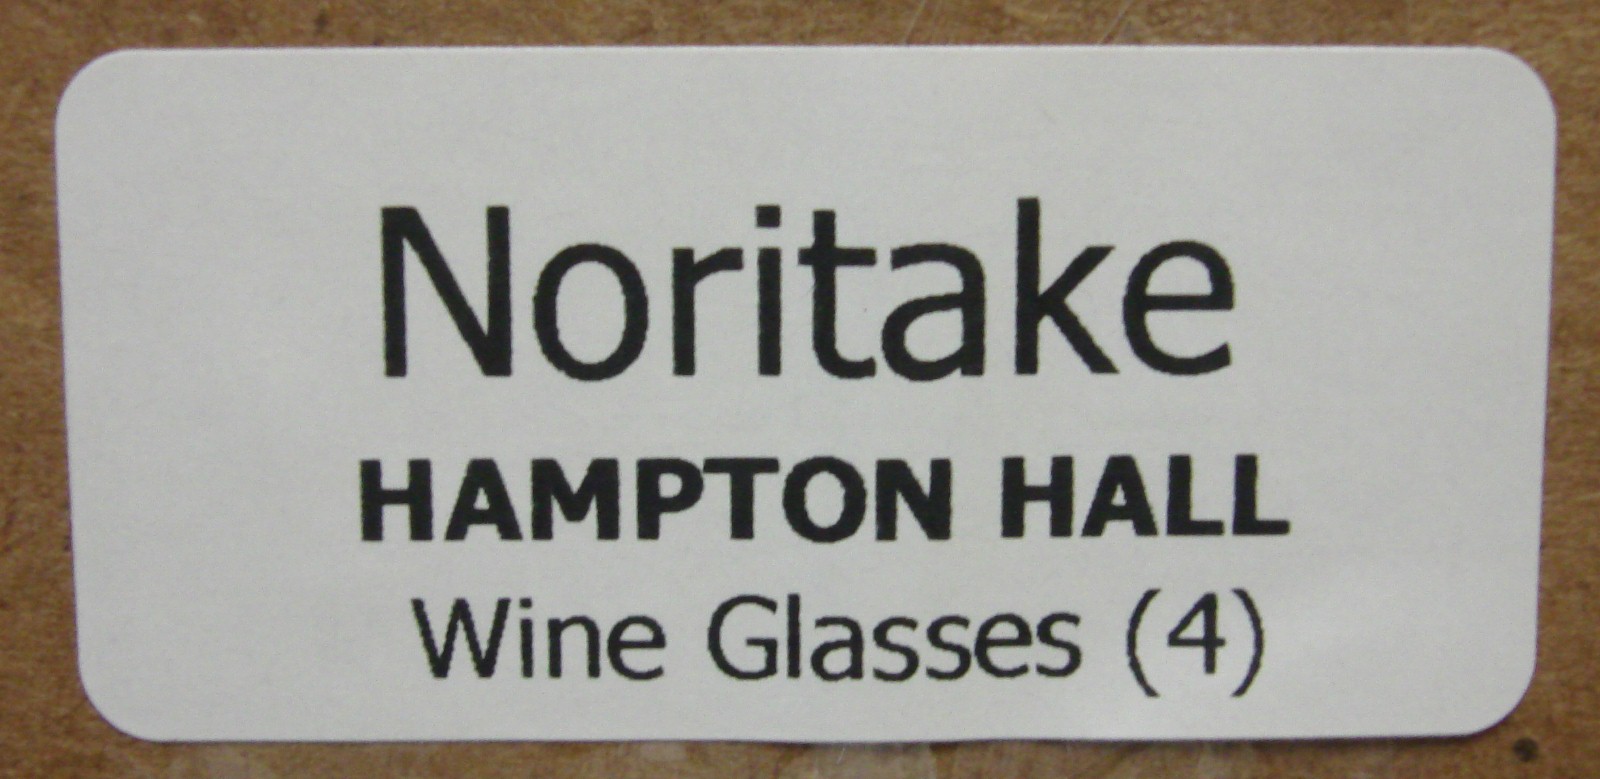 Noritake
HAMPTON HALL
Wine Glasses (4)